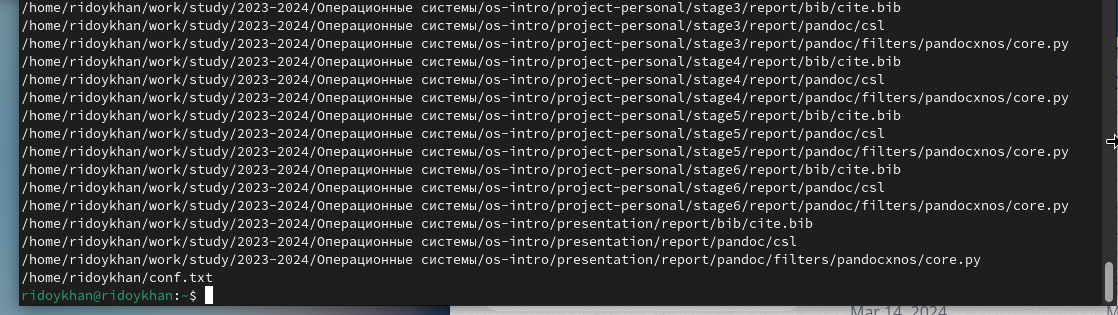 /home/ridoykhan/work/study/2023-2024/Операционные системы/os-intro/project-personal/stage3/report/bib/cite.bib
/home/ridoykhan/work/study/2023-2024/Операционные системы/os-intro/project-personal/stage3/report/pandoc/csl
/home/ridoykhan/work/study/2023-2024/Операционные системы/os-intro/project-personal/stage3/report/pandoc/filters/pandocxnos/core.py
/home/ridoykhan/work/study/2023-2024/Операционные системы/os-intro/project-personal/stage4/report/bib/cite.bib
/home/ridoykhan/work/study/2023-2024/Операционные системы/os-intro/project-personal/stage4/report/pandoc/csl
/home/ridoykhan/work/study/2023-2024/Операционные системы/os-intro/project-personal/stage4/report/pandoc/filters/pandocxnos/core.py
/home/ridoykhan/work/study/2023-2024/Операционные системы/os-intro/project-personal/stage5/report/bib/cite.bib
/home/ridoykhan/work/study/2023-2024/Операционные системы/os-intro/project-personal/stage5/report/pandoc/csl
/home/ridoykhan/work/study/2023-2024/Операционные системы/os-intro/project-personal/stage5/report/pandoc/filters/pandocxnos/core.py
/home/ridoykhan/work/study/2023-2024/Операционные системы/os-intro/project-personal/stage6/report/bib/cite.bib
/home/ridoykhan/work/study/2023-2024/Операционные системы/os-intro/project-personal/stage6/report/pandoc/csl
/home/ridoykhan/work/study/2023-2024/Операционные системы/os-intro/project-personal/stage6/report/pandoc/filters/pandocxnos/core.py
/home/ridoykhan/work/study/2023-2024/Операционные системы/os-intro/presentation/report/bib/cite.bib
/home/ridoykhan/work/study/2023-2024/Операционные системы/os-intro/presentation/report/pandoc/csl
/home/ridoykhan/work/study/2023-2024/Операционные системы/os-intro/presentation/report/pandoc/filters/pandocxnos/core.py
/home/ridoykhan/conf.txt
ridoykhan@ridoykhan:~$
Mar 14, 2024